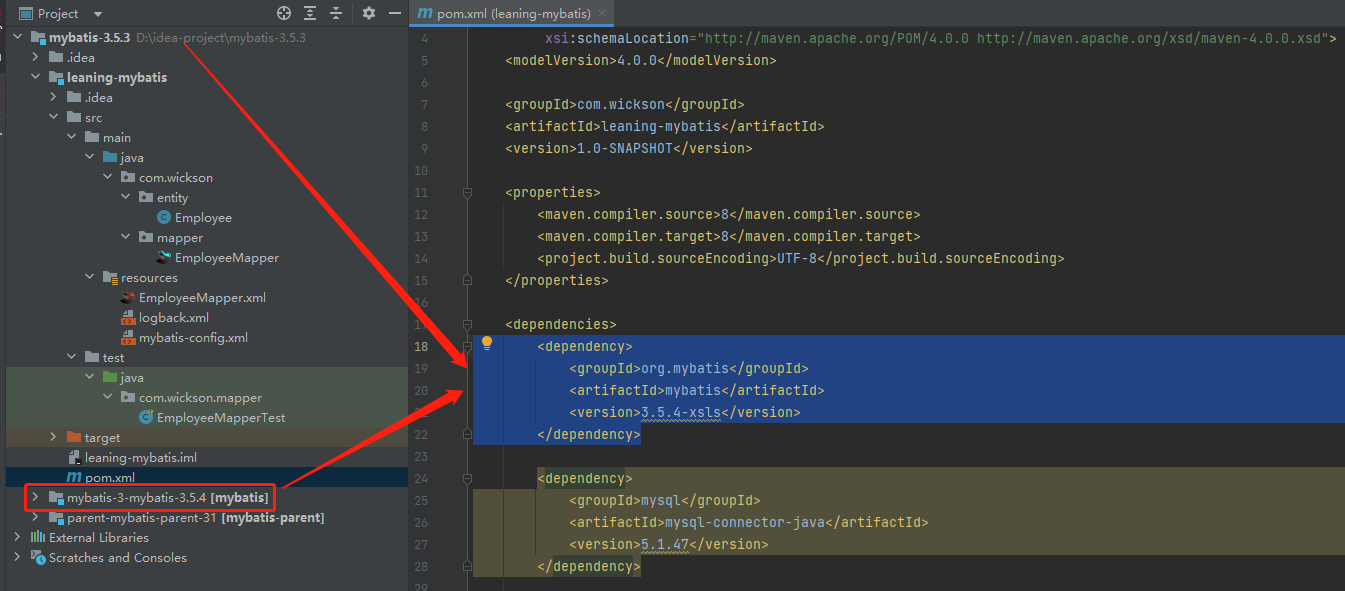 Project
mybatis-3.5.3 D:\idea-project\mybatis-3.5.3
.idea
leaning-mybatis
.idea
src
main
java
com.wickson
entity
Employee
mapper
EmployeeMapper
resources
EmployeeMapper.xml
logback.xml
mybatis-config.xml
test
java
com.wickson.mapper
EmployeeMapperTest
target
leaning-mybatis.iml
pom.xml
mybatis-3-mybatis-3.5.4 [mybatis]
parent-mybatis-parent-31 [mybatis-parent]
External Libraries
Scratches and Consoles
pom.xml (leaning-mybatis)
4 xsi:schemaLocation="http://maven.apache.org/POM/4.0.0 http://maven.apache.org/xsd/maven-4.0.0.xsd">
5 <modelVersion>4.0.0</modelVersion>
6
7 <groupId>com.wickson</groupId>
8 <artifactId>leaning-mybatis</artifactId>
9 <version>1.0-SNAPSHOT</version>
10
11 <properties>
12 <maven.compiler.source>8</maven.compiler.source>
13 <maven.compiler.target>8</maven.compiler.target>
14 <project.build.sourceEncoding>UTF-8</project.build.sourceEncoding>
15 </properties>
16
17 <dependencies>
18 <dependency>
19 <groupId>org.mybatis</groupId>
20 <artifactId>mybatis</artifactId>
21 <version>3.5.4-xsls</version>
22 </dependency>
23
24 <dependency>
25 <groupId>mysql</groupId>
26 <artifactId>mysql-connector-java</artifactId>
27 <version>5.1.47</version>
28 </dependency>
29